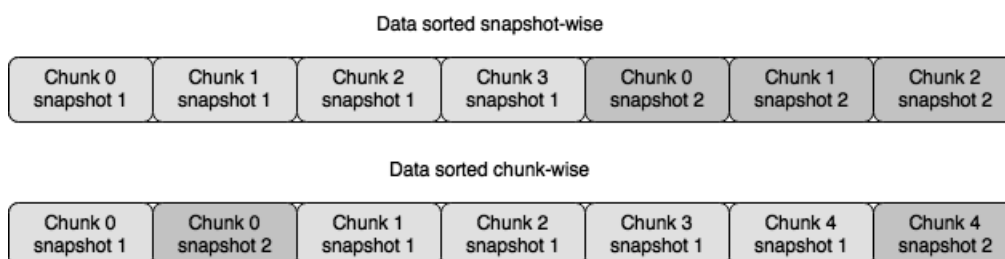 Data sorted snapshot-wise
Chunk 0 Chunk 1 Chunk 2 Chunk 3 Chunk 0 Chunk 1 Chunk 2
snapshot 1 snapshot 1 snapshot 1 snapshot 1 snapshot 2 snapshot 2 snapshot 2
Data sorted chunk-wise
Chunk 0 Chunk 0 Chunk 1 Chunk 2 Chunk 3 Chunk 4 Chunk 4
snapshot 1 snapshot 2 snapshot 1 snapshot 1 snapshot 1 snapshot 1 snapshot 2